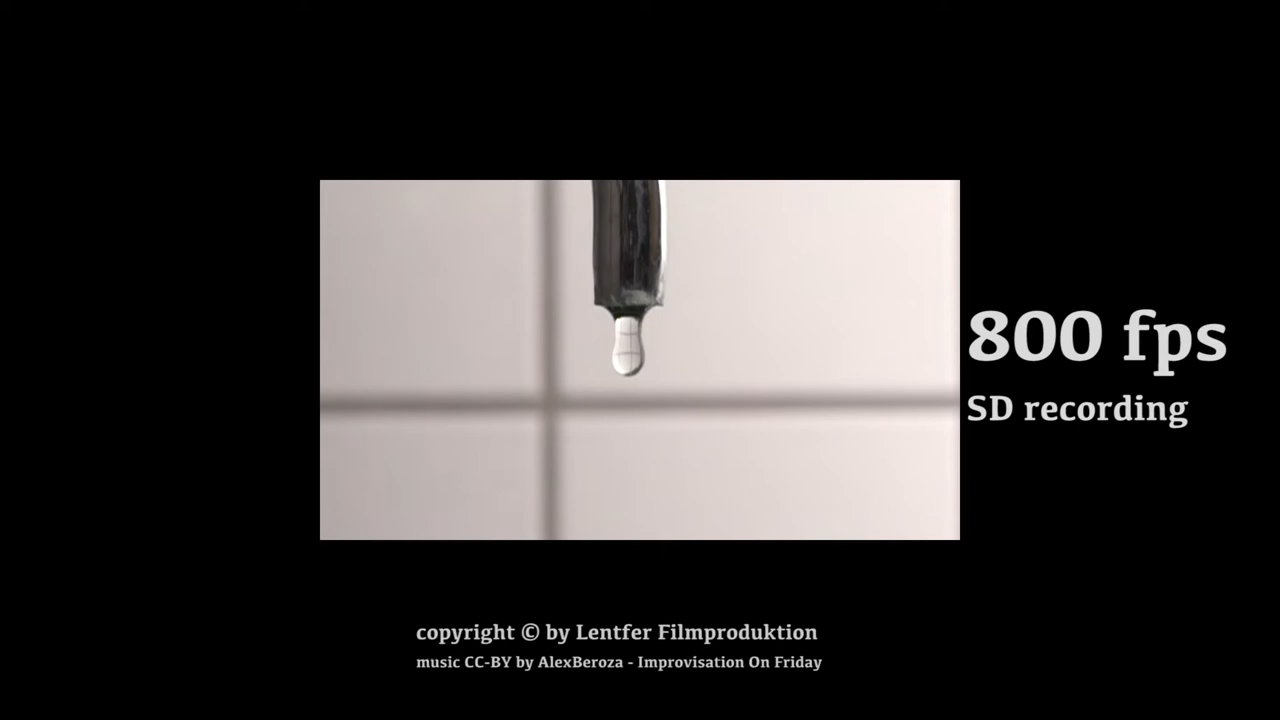 800 fps
SD recording
copyright © by Lentfer Filmproduktion
music CC-BY by AlexBeroza - Improvisation On Friday